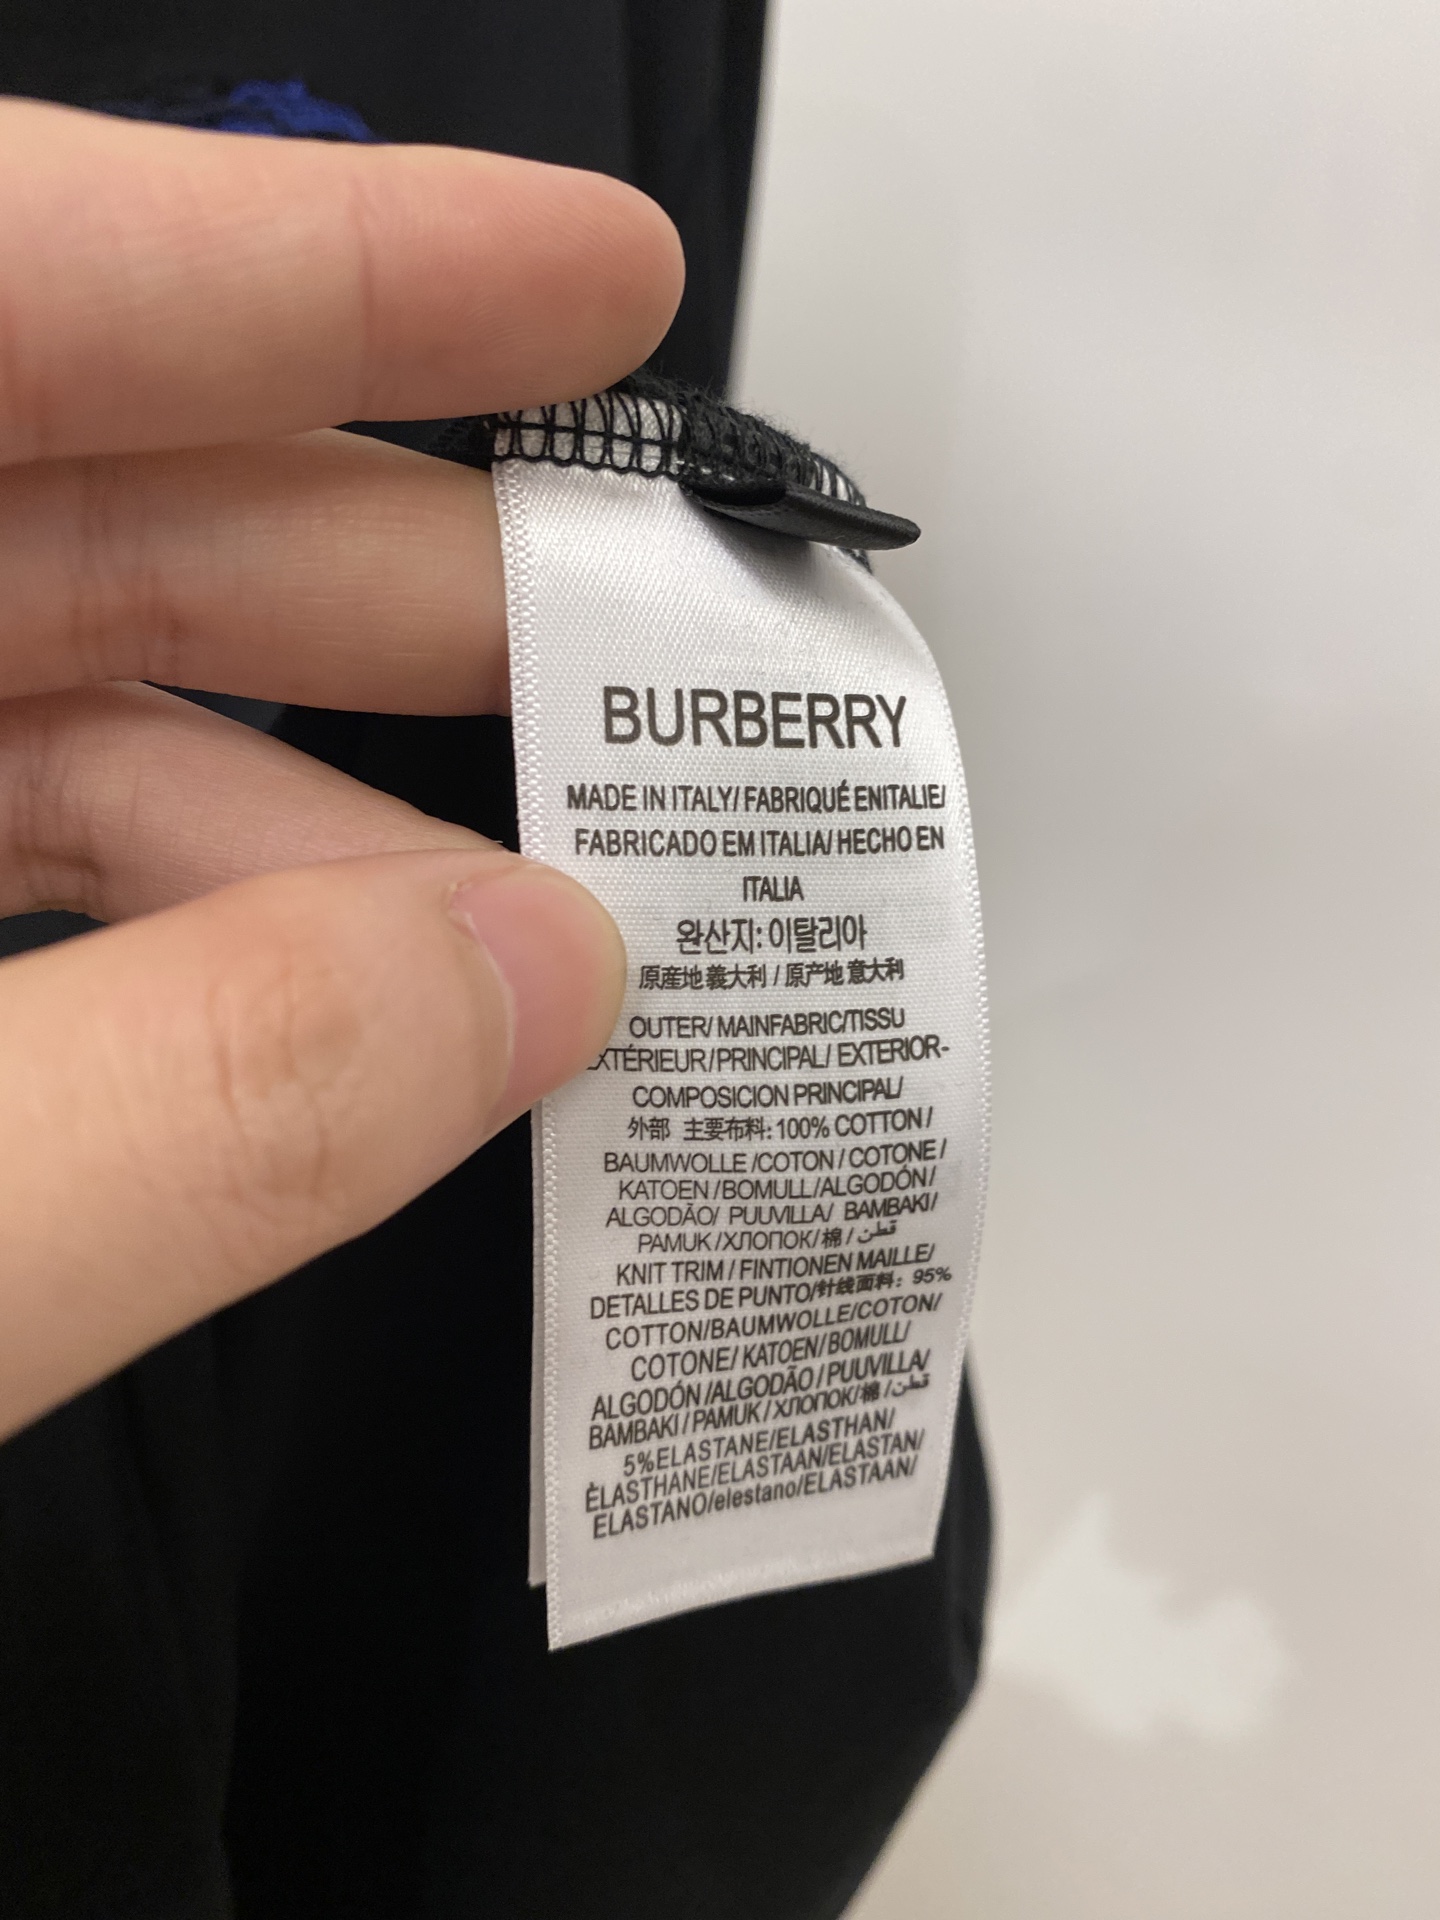 BURBERRY
MADE IN ITALY/ FABRIQUÉ ENITALIE/
FABRICADO EM ITALIA/ HECHO EN
ITALIA
완산지: 이탈리아
原産地義大利 / 原产地意大利
OUTER/ MAINFABRIC/TISSU
EXTÉRIEUR/PRINCIPAL/ EXTERIOR-
COMPOSICION PRINCIPAL/
外部 主要布料: 100% COTTON /
BAUMWOLLE /COTON / COTONE /
KATOEN /BOMULL/ALGODÓN/
ALGODÃO/ PUUVILLA/ BAMBAKI/
PAMUK /ХЛОПОК/棉 / قطن
KNIT TRIM / FINTIONEN MAILLE/
DETALLES DE PUNTO/针线面料: 95%
COTTON/BAUMWOLLE/COTON/
COTONE/ KATOEN/ BOMULL/
ALGODÓN /ALGODÃO / PUUVILLA/
BAMBAKI / PAMUK / ХЛОПОК/棉 / قطن
5%ELASTANE/ELASTHAN/
ÈLASTHANE/ELASTAAN/ELASTAN/
ELASTANO/elestano/ELASTAAN/